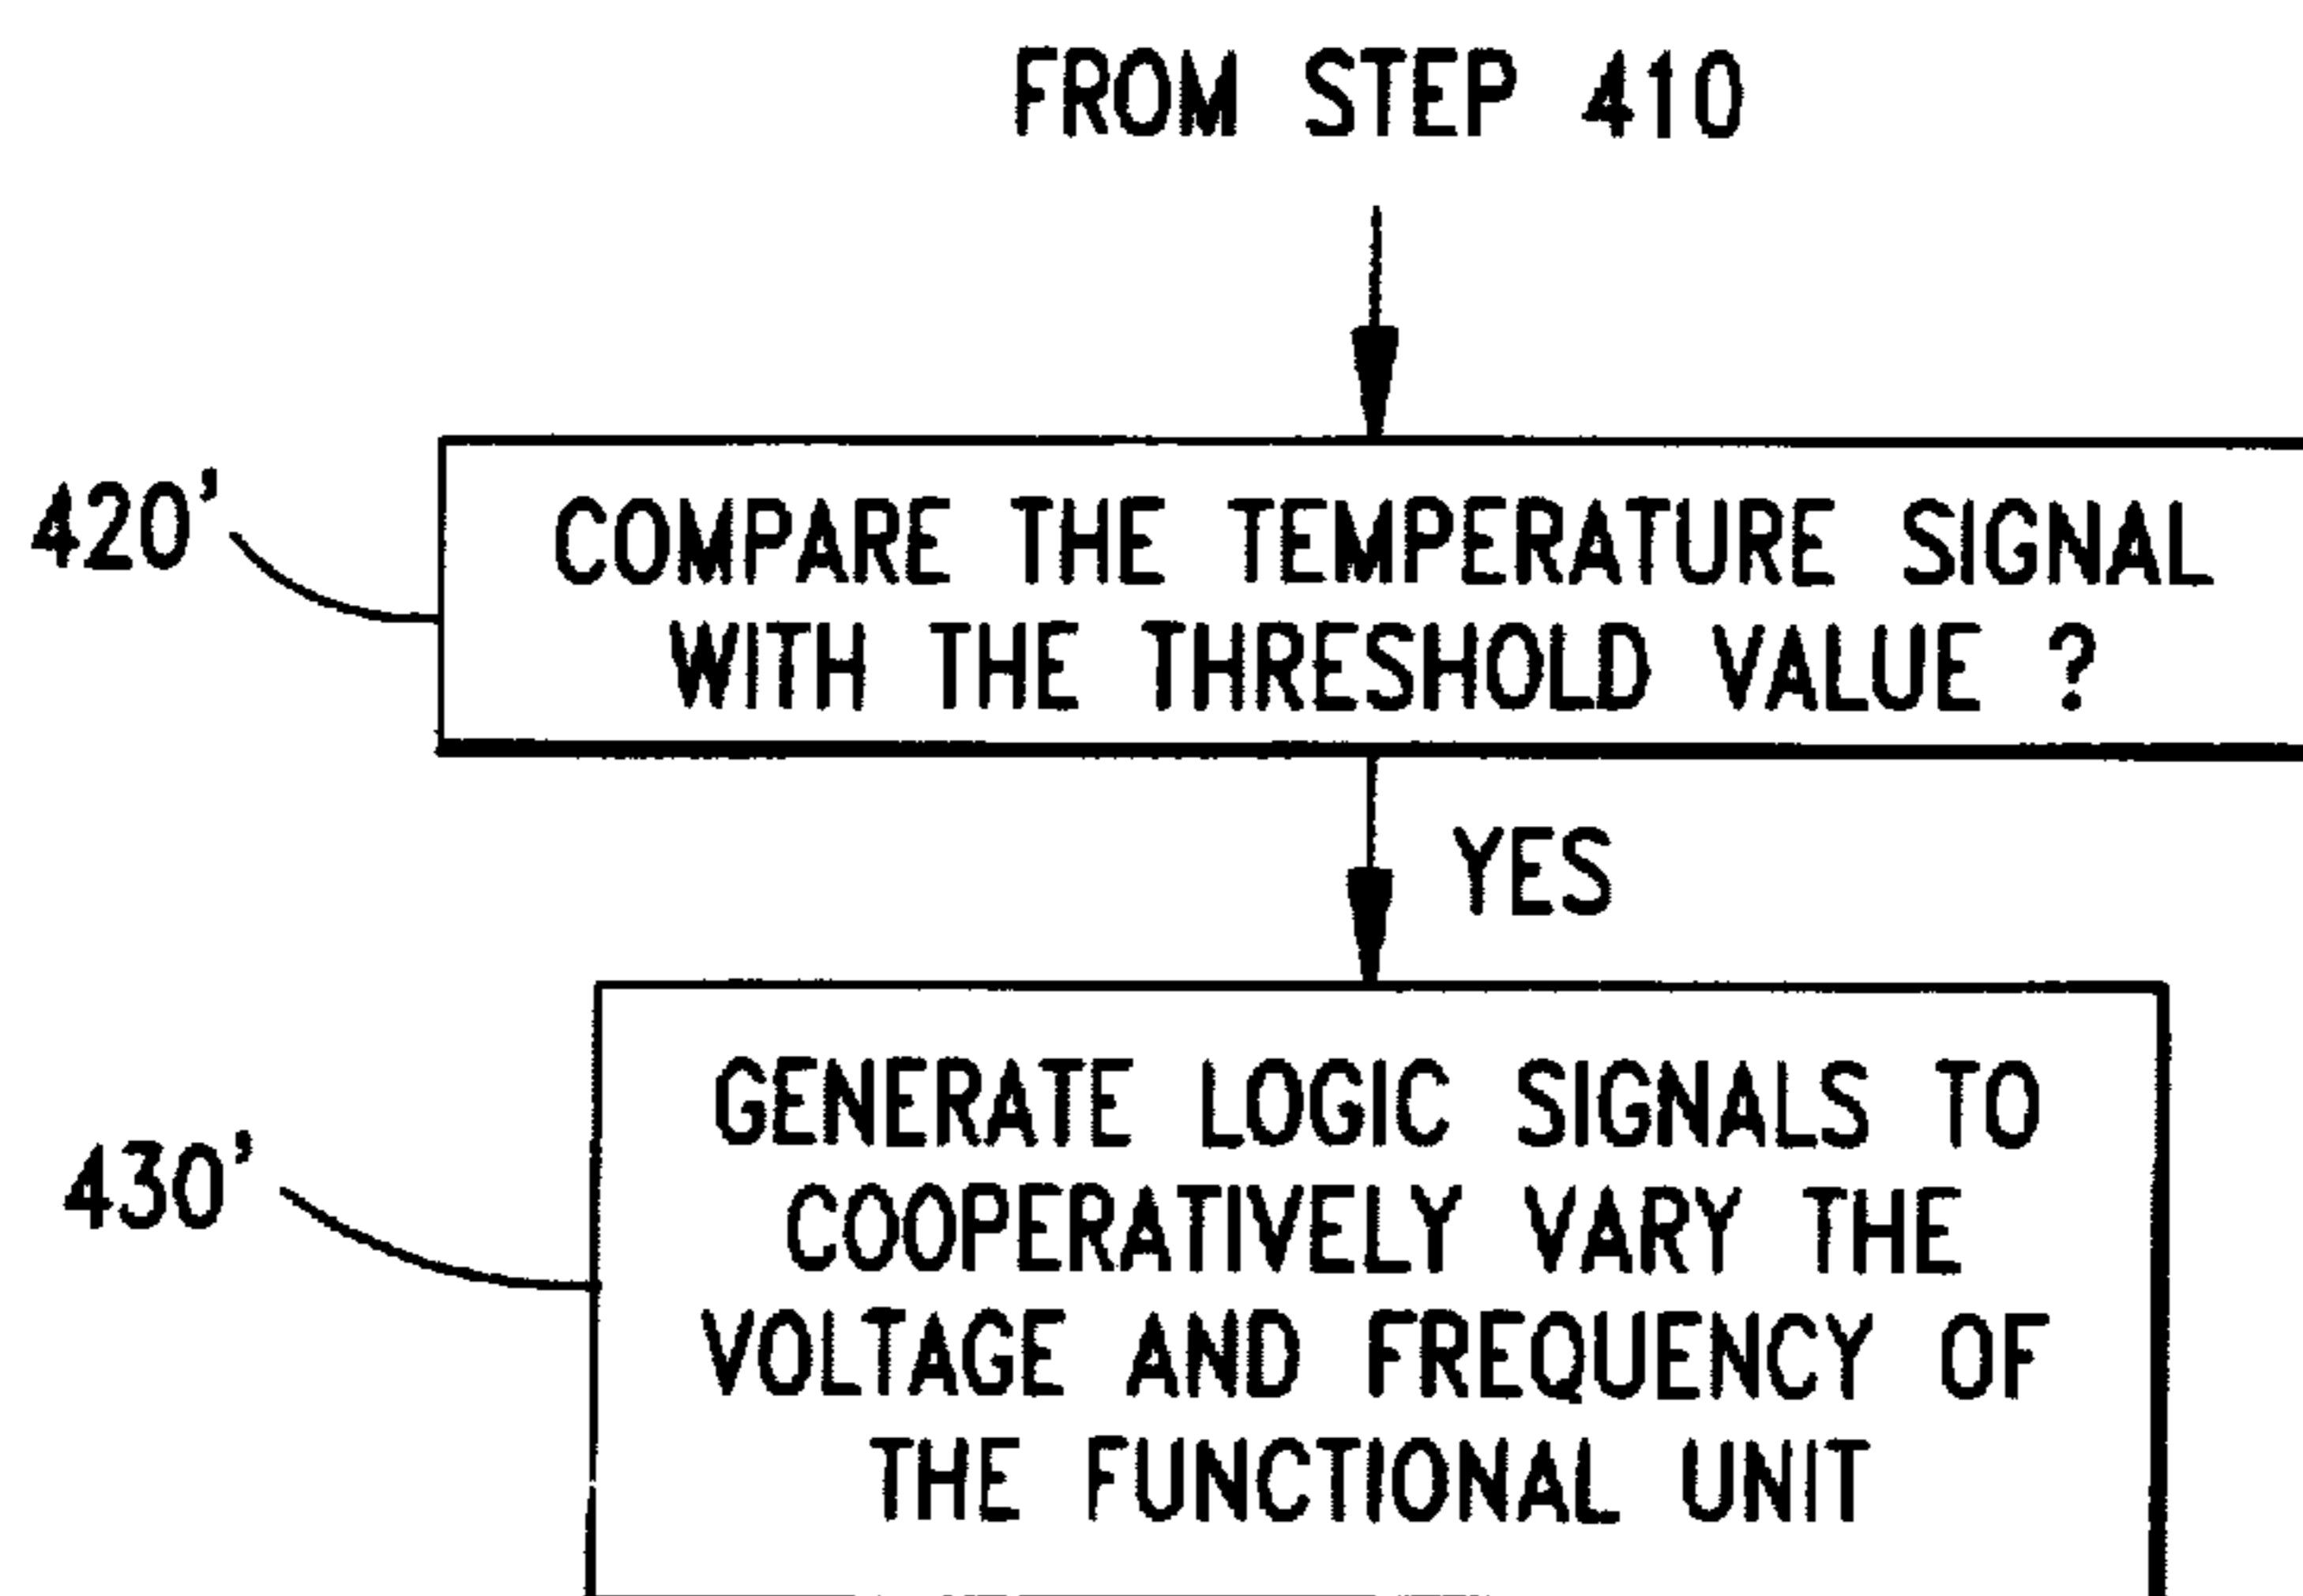 FROM STEP 410
420'
COMPARE THE TEMPERATURE SIGNAL
WITH THE THRESHOLD VALUE ?
YES
430'
GENERATE LOGIC SIGNALS TO
COOPERATIVELY VARY THE
VOLTAGE AND FREQUENCY OF
THE FUNCTIONAL UNIT